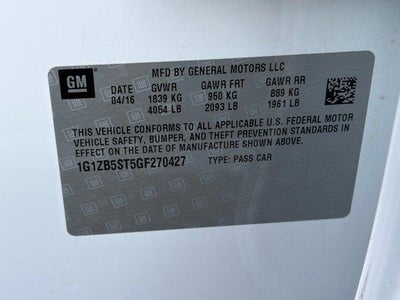 MFD BY GENERAL MOTORS LLC
GM
04/16 GVWR GAWR FRT GAWR RR
1839 KG 950 KG 889 KG
4054 LB 2093 LB 1961 LB
THIS VEHICLE CONFORMS TO ALL APPLICABLE U.S. FEDERAL MOTOR
VEHICLE SAFETY, BUMPER, AND THEFT PREVENTION STANDARDS IN
EFFECT ON THE DATE OF MANUFACTURE SHOWN ABOVE.
1G1ZB5ST5GF270427 TYPE: PASS CAR